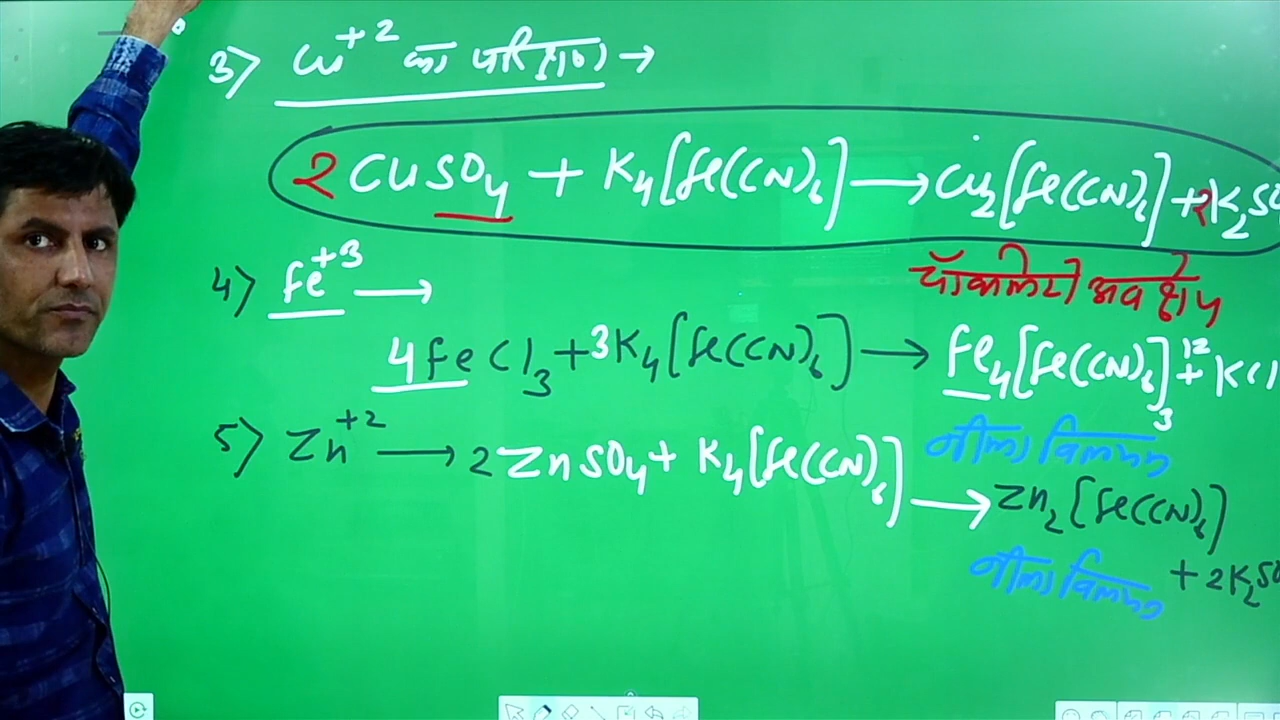 3) Cu⁺² का परीक्षण →
2CuSO₄ + K₄[Fe(CN)₆] → Cu₂[Fe(CN)₆] + 2K₂SO
चॉकलेटी अवक्षेप
4) Fe⁺³ →
4FeCl₃ + 3K₄[Fe(CN)₆] → Fe₄[Fe(CN)₆]₃ + 12KCl
नीला विलयन
5) Zn⁺² → 2ZnSO₄ + K₄[Fe(CN)₆] → Zn₂[Fe(CN)₆]
+ 2K₂SO
नीला विलयन